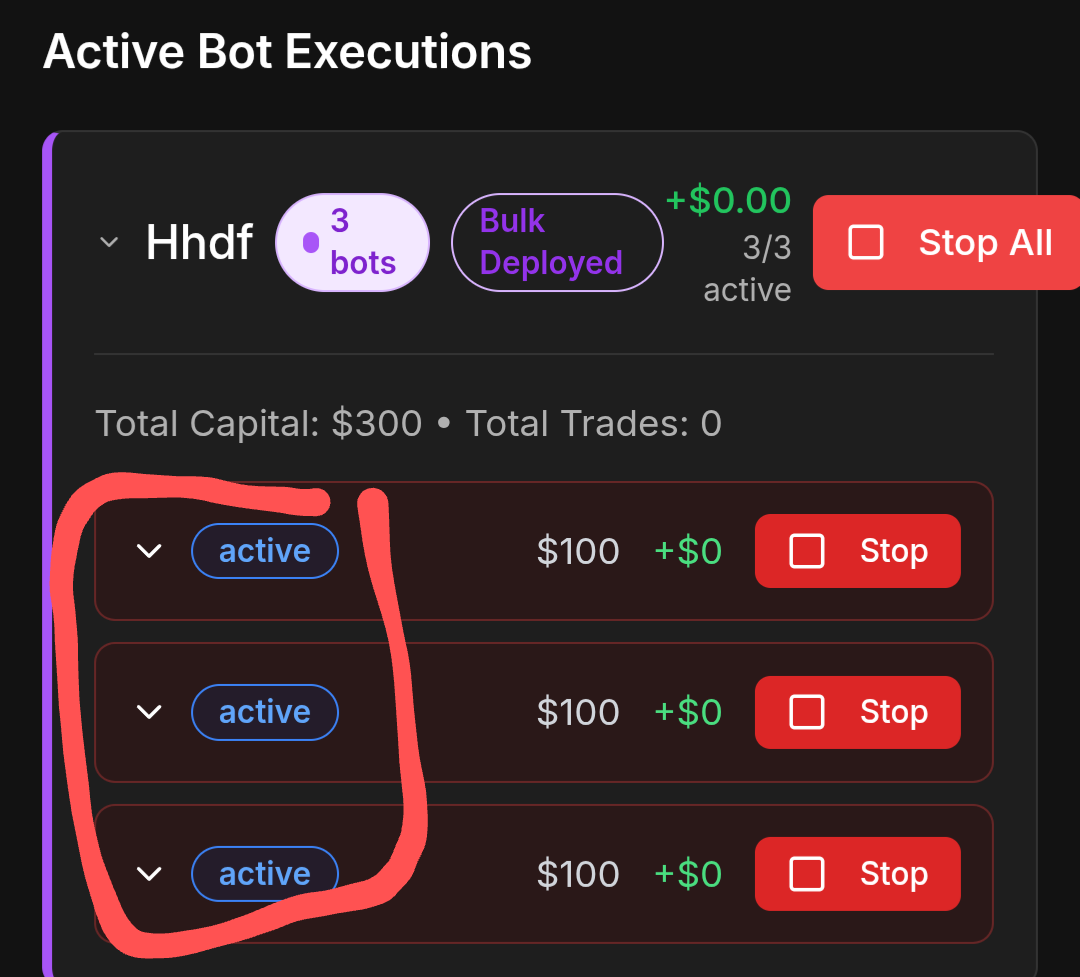 Active Bot Executions
Hhdf
3
bots
Bulk
Deployed
+$0.00
3/3
active
Stop All
Total Capital: $300 • Total Trades: 0
active $100 +$0 Stop
active $100 +$0 Stop
active $100 +$0 Stop